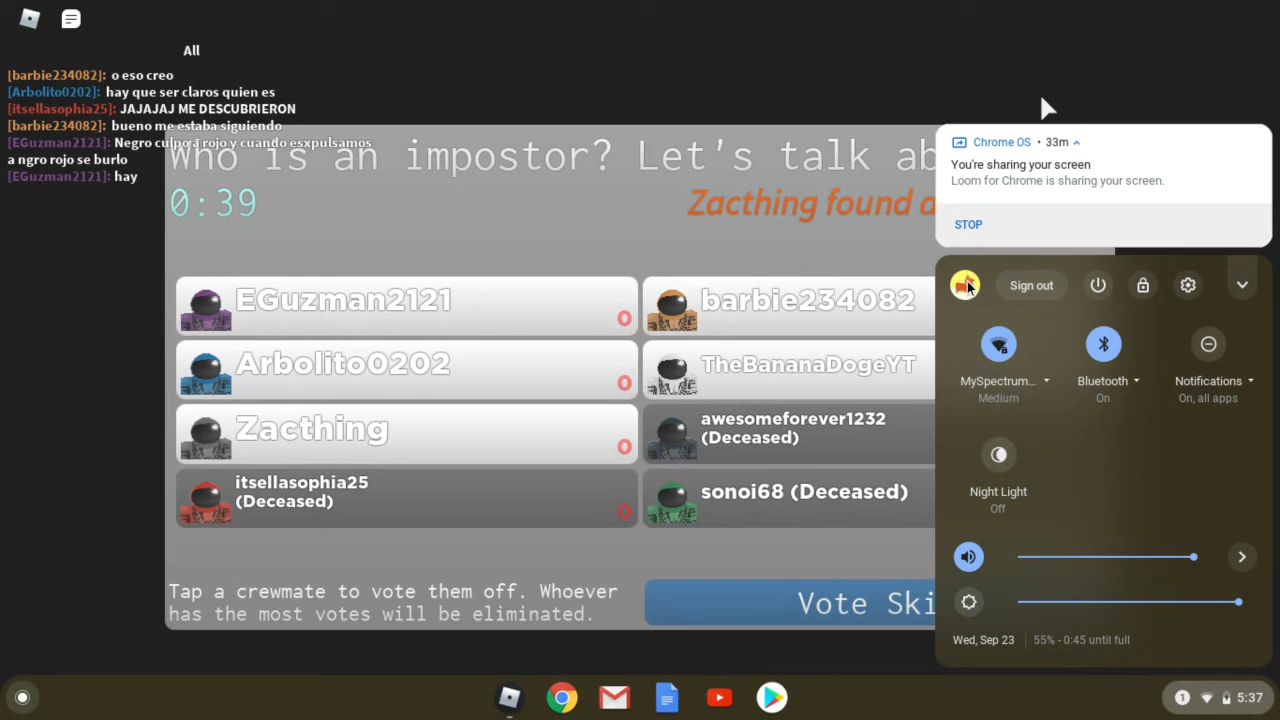 All
[barbie234082]: o eso creo
[Arbolito0202]: hay que ser claros quien es
[itsellasophia25]: JAJAJAJ ME DESCUBRIERON
[barbie234082]: bueno me estaba siguiendo
[EGuzman2121]: Negro culpo a rojo y cuando esxpulsamos
a ngro rojo se burlo
[EGuzman2121]: hay
Who is an impostor? Let's talk ab
0:39
Zacthing found a
EGuzman2121
0
barbie234082
Arbolito0202
0
TheBananaDogeYT
Zacthing
0
awesomeforever1232
(Deceased)
itsellasophia25
(Deceased)
0
sonoi68 (Deceased)
Tap a crewmate to vote them off. Whoever
has the most votes will be eliminated.
Vote Ski
Chrome OS • 33m
You're sharing your screen
Loom for Chrome is sharing your screen.
STOP
Sign out
MySpectrum...
Medium
Bluetooth
On
Notifications
On, all apps
Night Light
Off
Wed, Sep 23
55% - 0:45 until full
1
5:37